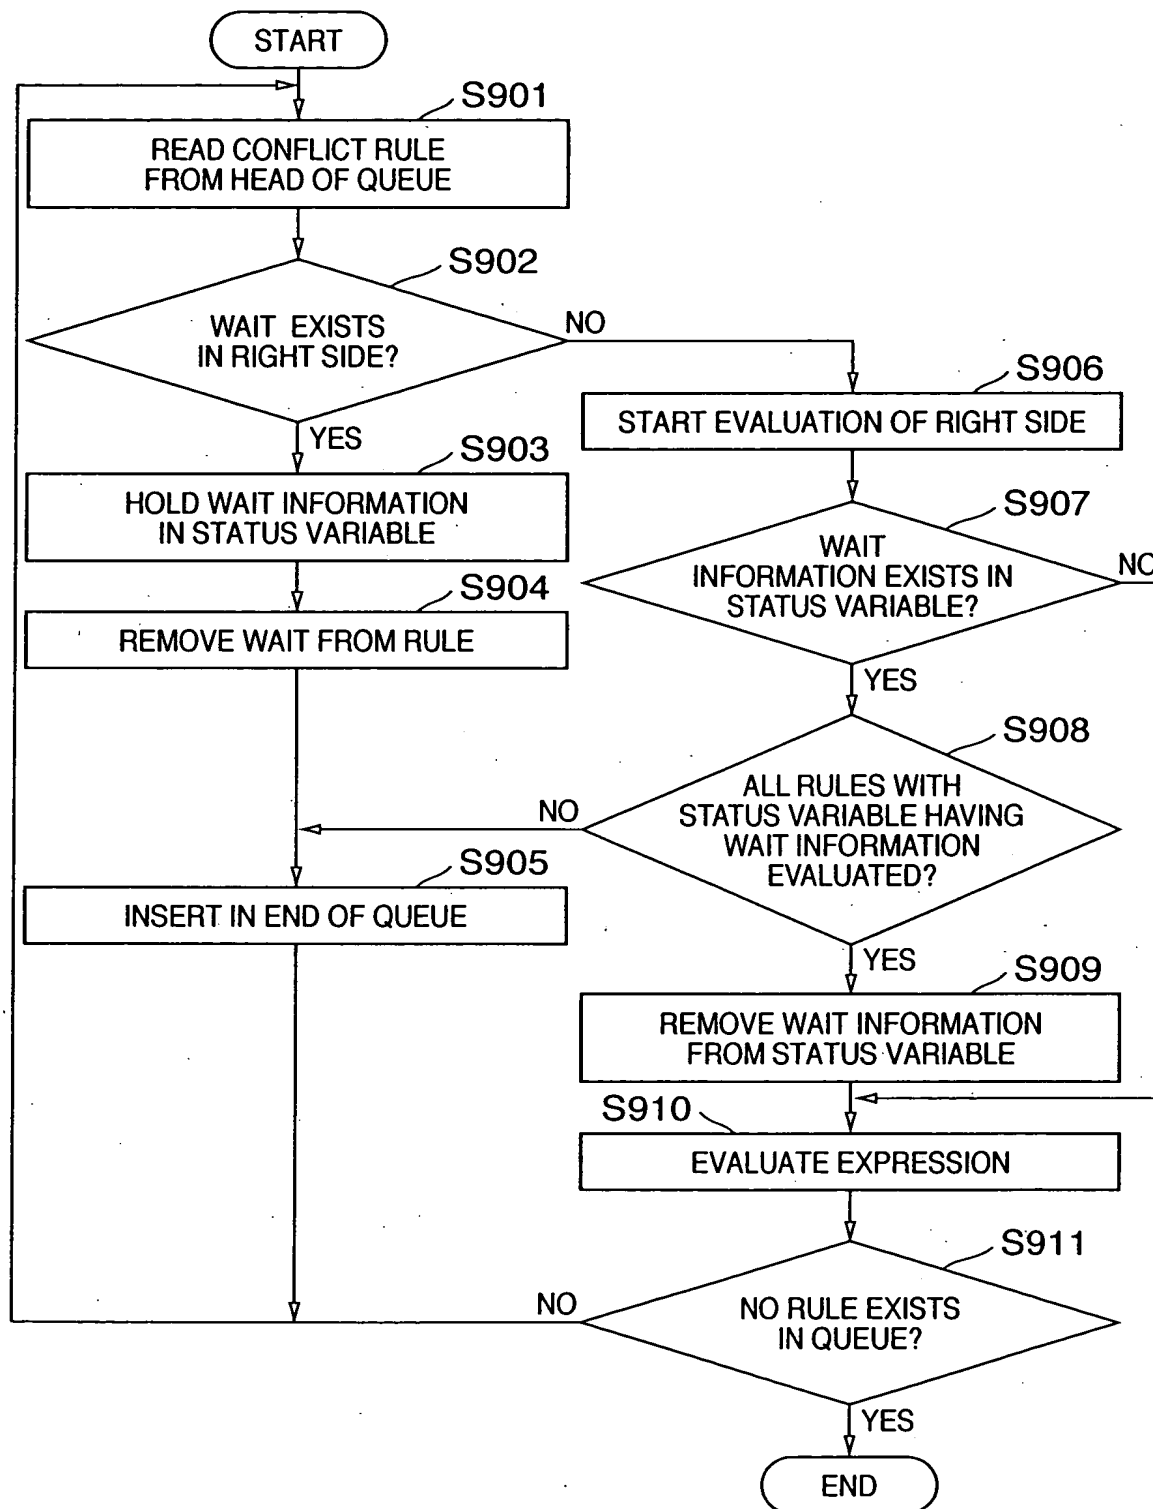 START
S901
READ CONFLICT RULE
FROM HEAD OF QUEUE
S902
WAIT EXISTS
IN RIGHT SIDE?
NO
YES
S903
HOLD WAIT INFORMATION
IN STATUS VARIABLE
S904
REMOVE WAIT FROM RULE
S905
INSERT IN END OF QUEUE
S906
START EVALUATION OF RIGHT SIDE
S907
WAIT
INFORMATION EXISTS IN
STATUS VARIABLE?
NO
YES
S908
ALL RULES WITH
STATUS VARIABLE HAVING
WAIT INFORMATION
EVALUATED?
NO
YES
S909
REMOVE WAIT INFORMATION
FROM STATUS VARIABLE
S910
EVALUATE EXPRESSION
S911
NO RULE EXISTS
IN QUEUE?
NO
YES
END